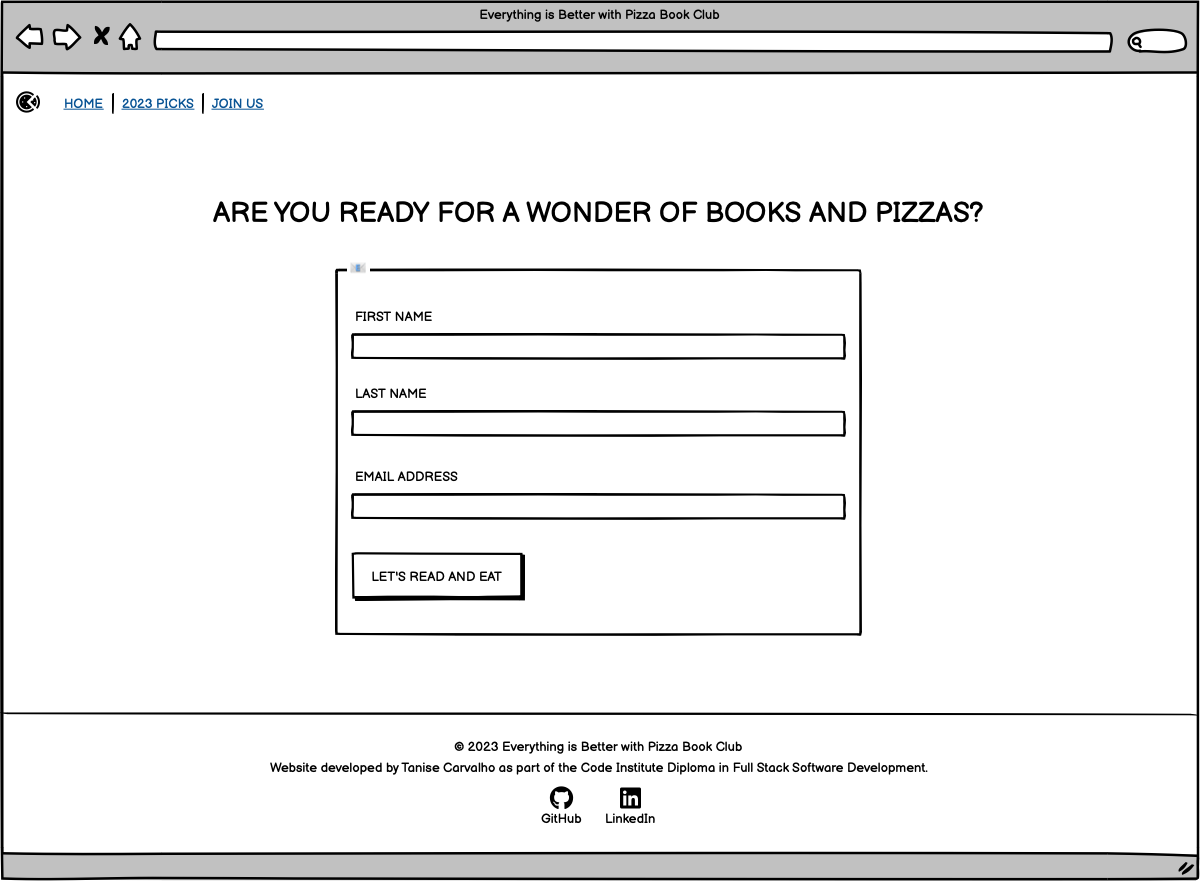 Everything is Better with Pizza Book Club
HOME | 2023 PICKS | JOIN US
ARE YOU READY FOR A WONDER OF BOOKS AND PIZZAS?
FIRST NAME
LAST NAME
EMAIL ADDRESS
LET'S READ AND EAT
© 2023 Everything is Better with Pizza Book Club
Website developed by Tanise Carvalho as part of the Code Institute Diploma in Full Stack Software Development.
GitHub LinkedIn